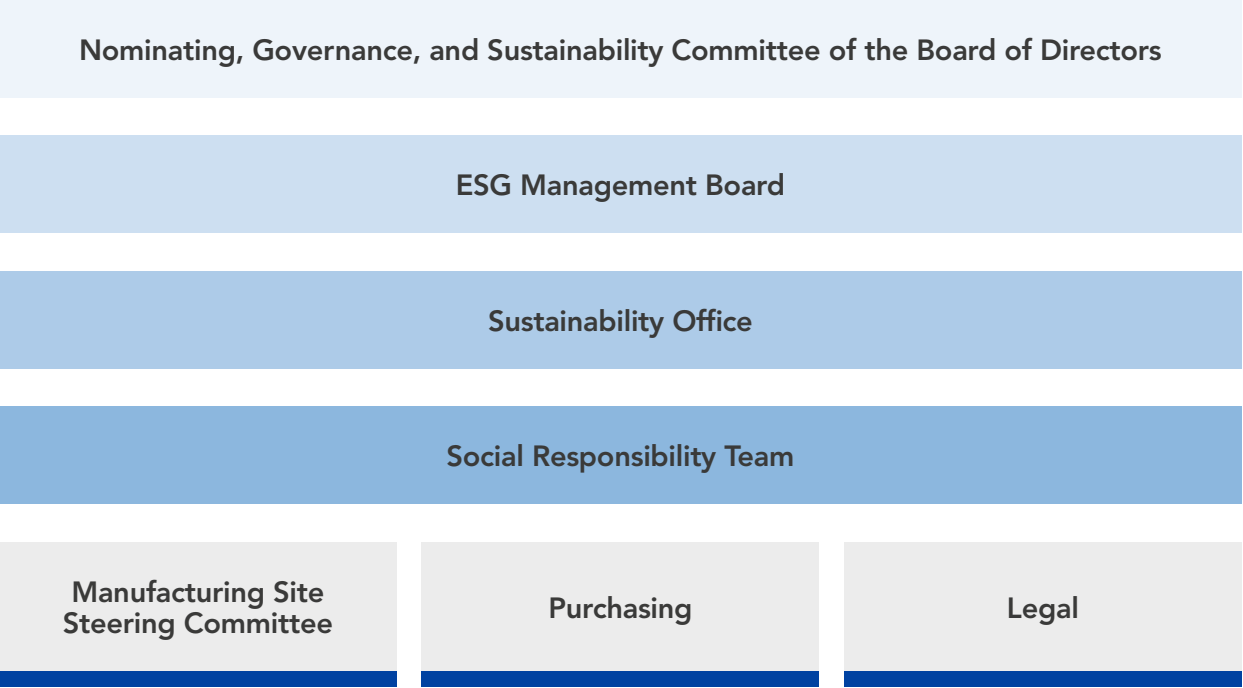 Nominating, Governance, and Sustainability Committee of the Board of Directors
ESG Management Board
Sustainability Office
Social Responsibility Team
Manufacturing Site
Steering Committee
Purchasing
Legal